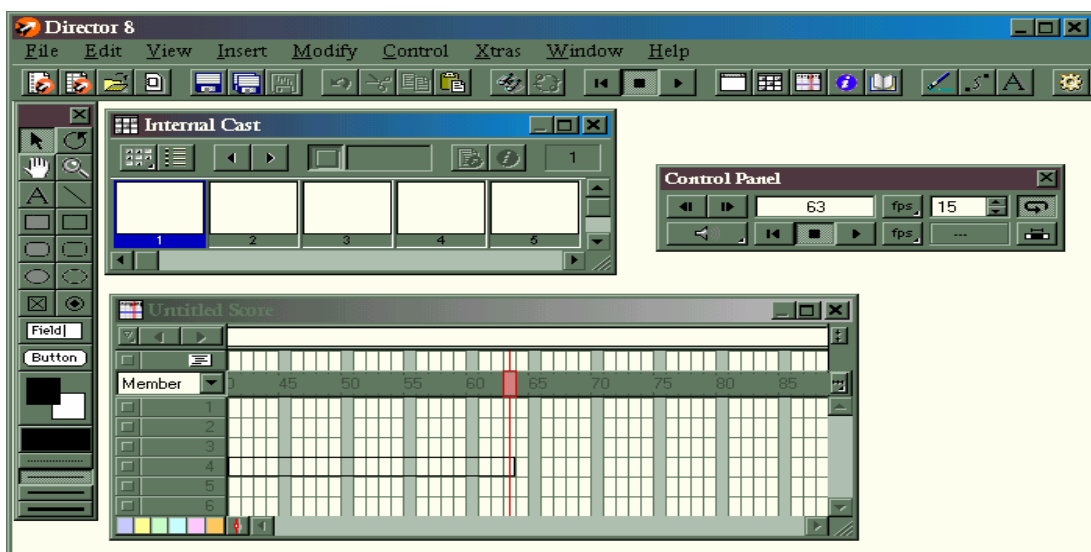 Director 8
File Edit View Insert Modify Control Xtras Window Help
Internal Cast
1
1 2 3 4 5
Control Panel
63 fps 15
fps ---
A
Field
Button
Untitled Score
Member 45 50 55 60 65 70 75 80 85
1
2
3
4
5
6